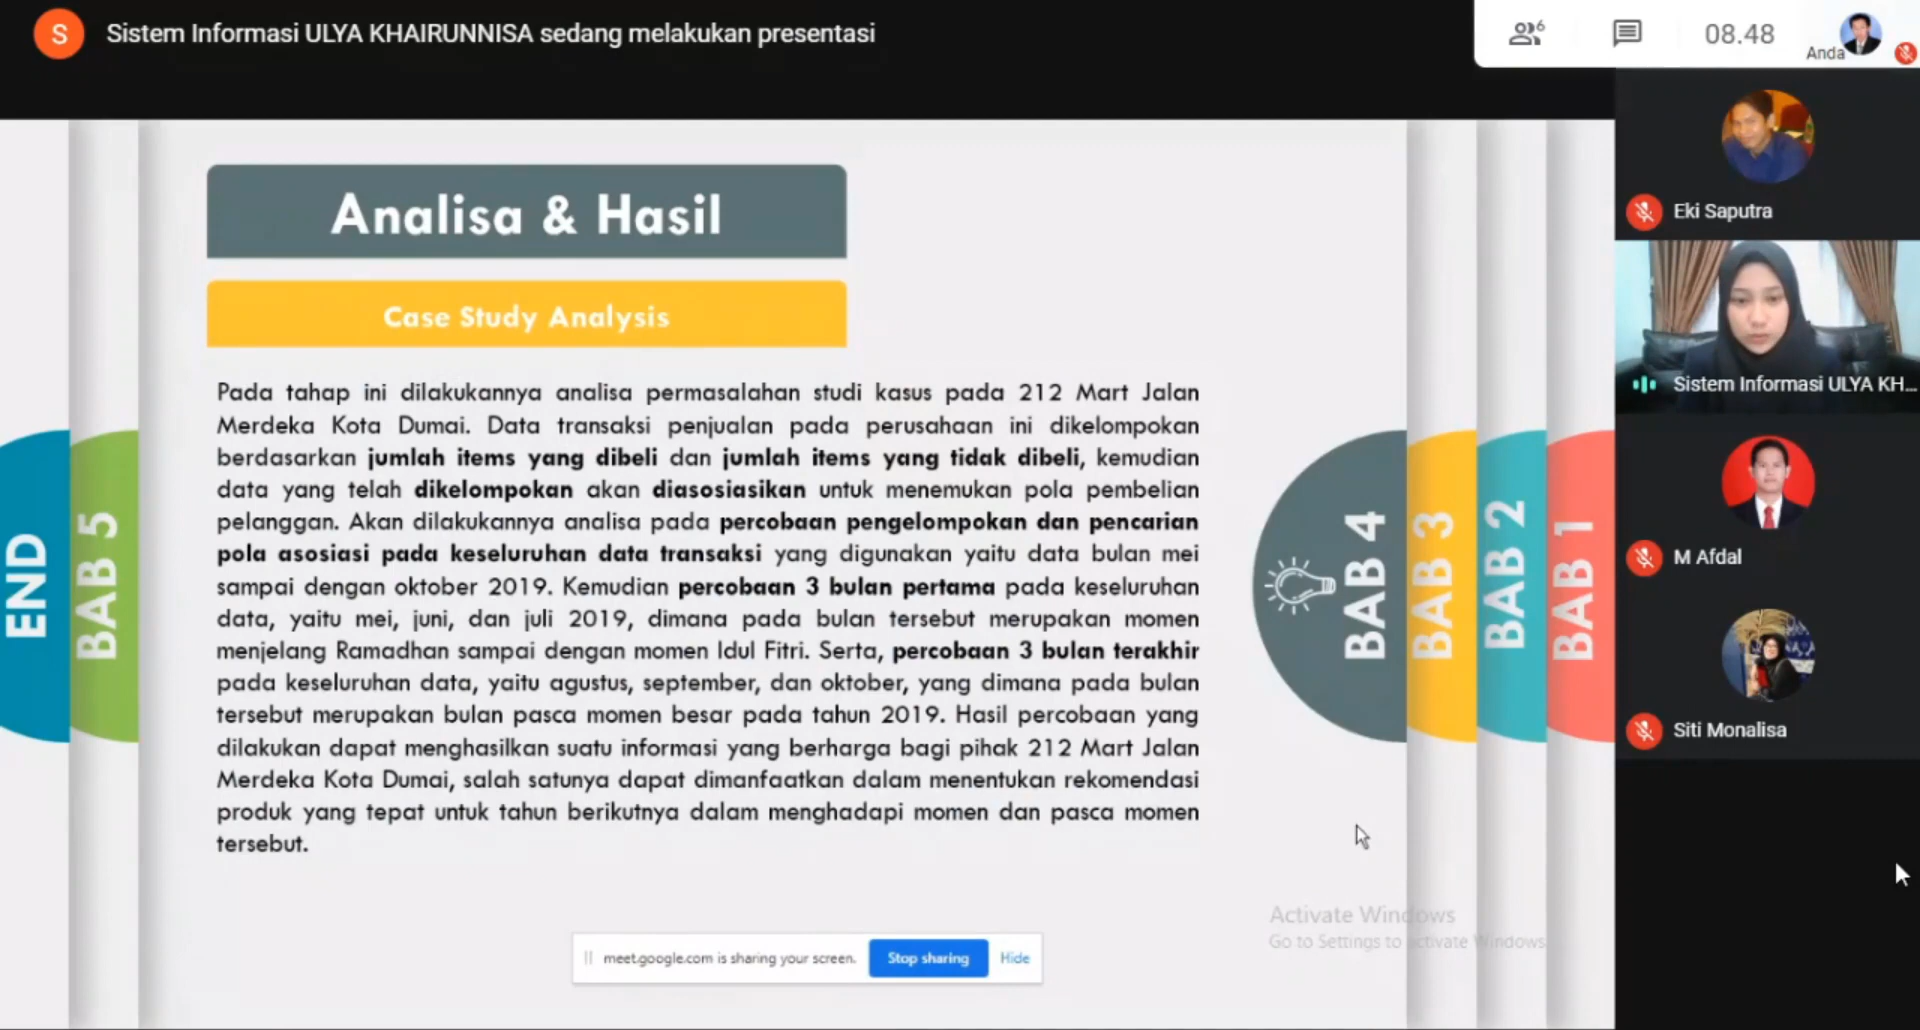 S
Sistem Informasi ULYA KHAIRUNNISA sedang melakukan presentasi
6
08.48
Anda
Analisa & Hasil
Case Study Analysis
Pada tahap ini dilakukannya analisa permasalahan studi kasus pada 212 Mart Jalan
Merdeka Kota Dumai. Data transaksi penjualan pada perusahaan ini dikelompokan
berdasarkan jumlah items yang dibeli dan jumlah items yang tidak dibeli, kemudian
data yang telah dikelompokan akan diasosiasikan untuk menemukan pola pembelian
pelanggan. Akan dilakukannya analisa pada percobaan pengelompokan dan pencarian
pola asosiasi pada keseluruhan data transaksi yang digunakan yaitu data bulan mei
sampai dengan oktober 2019. Kemudian percobaan 3 bulan pertama pada keseluruhan
data, yaitu mei, juni, dan juli 2019, dimana pada bulan tersebut merupakan momen
menjelang Ramadhan sampai dengan momen Idul Fitri. Serta, percobaan 3 bulan terakhir
pada keseluruhan data, yaitu agustus, september, dan oktober, yang dimana pada bulan
tersebut merupakan bulan pasca momen besar pada tahun 2019. Hasil percobaan yang
dilakukan dapat menghasilkan suatu informasi yang berharga bagi pihak 212 Mart Jalan
Merdeka Kota Dumai, salah satunya dapat dimanfaatkan dalam menentukan rekomendasi
produk yang tepat untuk tahun berikutnya dalam menghadapi momen dan pasca momen
tersebut.
END
BAB 5
BAB 4
BAB 3
BAB 2
BAB 1
Eki Saputra
Sistem Informasi ULYA KH...
M Afdal
Siti Monalisa
Activate Windows
Go to Settings to activate Windows
meet.google.com is sharing your screen.
Stop sharing
Hide